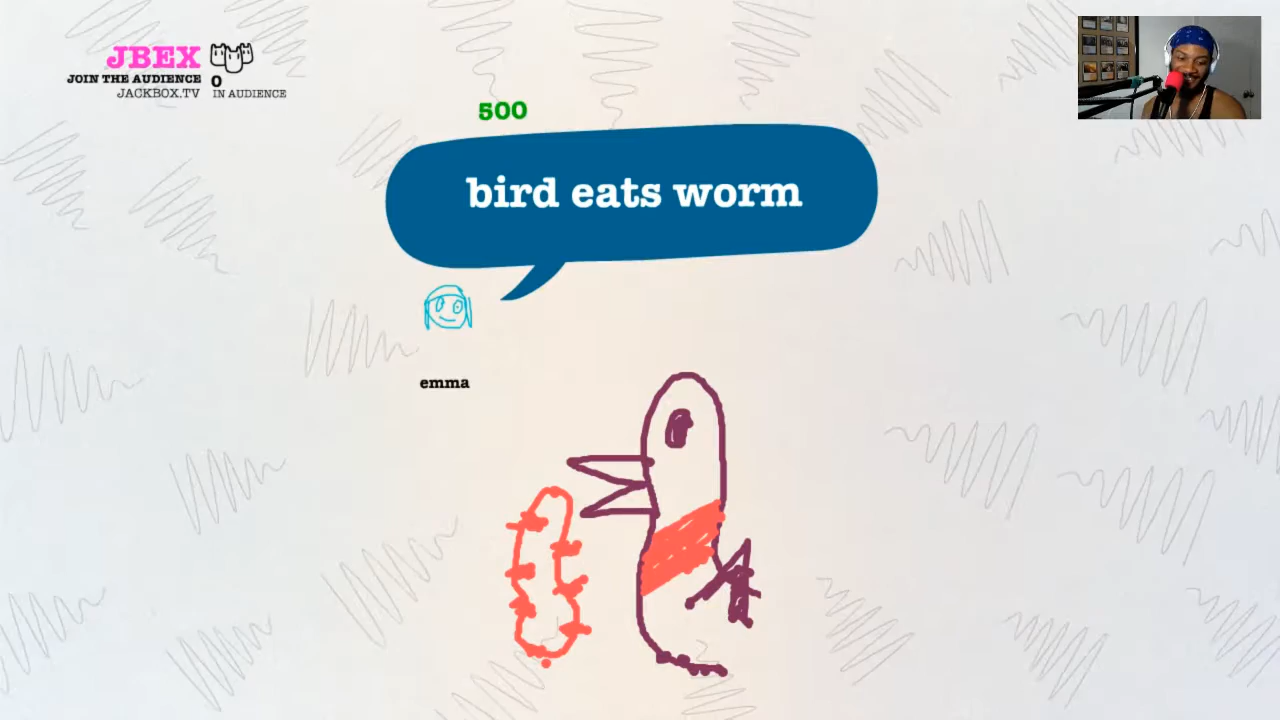 JBEX
JOIN THE AUDIENCE
JACKBOX.TV
0
IN AUDIENCE
500
bird eats worm
emma